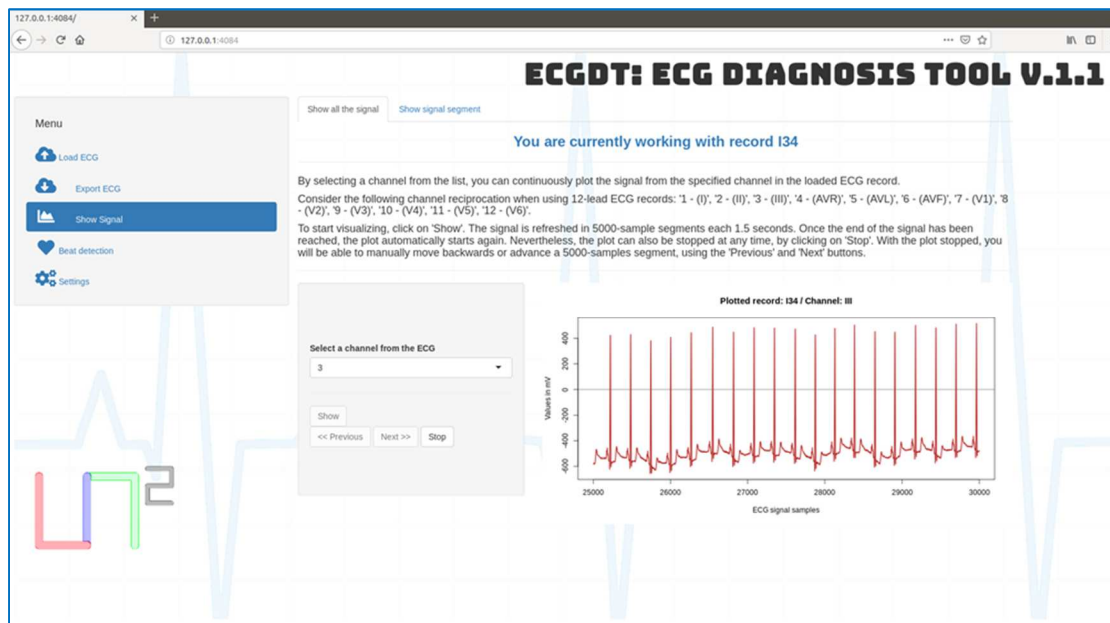 127.0.0.1:4084/
127.0.0.1:4084
ECGDT: ECG DIAGNOSIS TOOL V.1.1
Menu
Load ECG
Export ECG
Show Signal
Beat detection
Settings
Show all the signal Show signal segment
You are currently working with record I34
By selecting a channel from the list, you can continuously plot the signal from the specified channel in the loaded ECG record.
Consider the following channel reciprocation when using 12-lead ECG records: '1 - (I)', '2 - (II)', '3 - (III)', '4 - (AVR)', '5 - (AVL)', '6 - (AVF)', '7 - (V1)', '8
- (V2)', '9 - (V3)', '10 - (V4)', '11 - (V5)', '12 - (V6)'.
To start visualizing, click on 'Show'. The signal is refreshed in 5000-sample segments each 1.5 seconds. Once the end of the signal has been
reached, the plot automatically starts again. Nevertheless, the plot can also be stopped at any time, by clicking on 'Stop'. With the plot stopped, you
will be able to manually move backwards or advance a 5000-samples segment, using the 'Previous' and 'Next' buttons.
Select a channel from the ECG
3
Show
<< Previous Next >> Stop
Plotted record: I34 / Channel: III
Values in mV
400
200
0
-200
-400
-600
25000 26000 27000 28000 29000 30000
ECG signal samples
un2